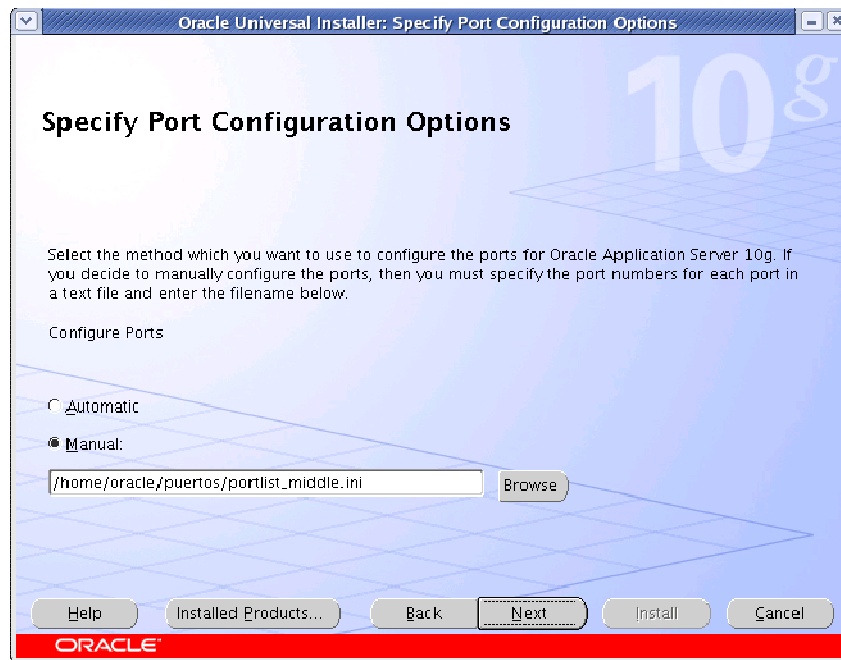 Oracle Universal Installer: Specify Port Configuration Options
10g
Specify Port Configuration Options
Select the method which you want to use to configure the ports for Oracle Application Server 10g. If
you decide to manually configure the ports, then you must specify the port numbers for each port in
a text file and enter the filename below.
Configure Ports
Automatic
Manual:
/home/oracle/puertos/portlist_middle.ini
Browse
Help
Installed Products...
Back
Next
Install
Cancel
ORACLE